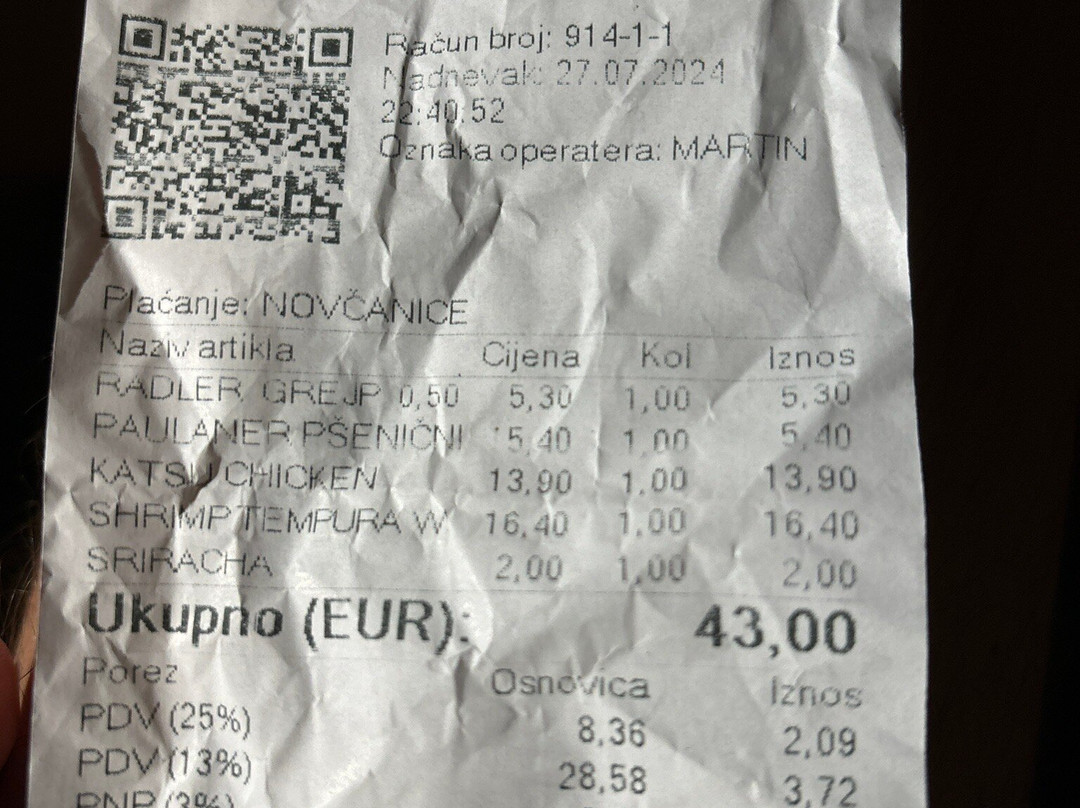 Račun broj: 914-1-1
Nadnevak: 27.07.2024
22:40:52
Oznaka operatera: MARTIN
Plaćanje: NOVČANICE
Naziv artikla Cijena Kol Iznos
RADLER GREJP 0,50 5,30 1,00 5,30
PAULANER PŠENIČNI 5,40 1,00 5,40
KATSU CHICKEN 13,90 1,00 13,90
SHRIMP TEMPURA W 16,40 1,00 16,40
SRIRACHA 2,00 1,00 2,00
Ukupno (EUR): 43,00
Porez Osnovica Iznos
PDV (25%) 8,36 2,09
PDV (13%) 28,58 3,72
PNP (3%)